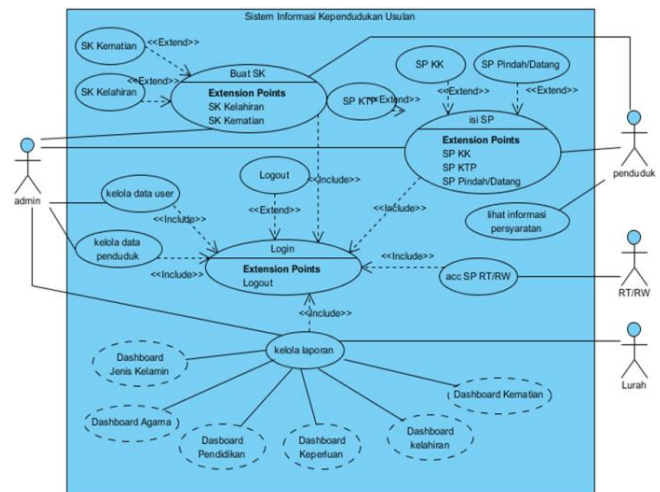 Sistem Informasi Kependudukan Usulan
SK Kematian
<<Extend>>
SK Kelahiran
<<Extend>>
Buat SK
Extension Points
SK Kelahiran
SK Kematian
SP KK
SP Pindah/Datang
<<Extend>>
<<Extend>>
SP KTP
<<Extend>>
isi SP
Extension Points
SP KK
SP KTP
SP Pindah/Datang
admin
penduduk
kelola data user
Logout
<<Include>>
<<Include>>
<<Extend>>
<<Include>>
lihat informasi
persyaratan
kelola data
penduduk
<<Include>>
Login
Extension Points
Logout
<<Include>>
acc SP RT/RW
RT/RW
<<Include>>
kelola laporan
Lurah
Dashboard
Jenis Kelamin
Dashboard Kematian
Dashboard Agama
Dasboard
Pendidikan
Dashboard
Keperluan
Dashboard
kelahiran